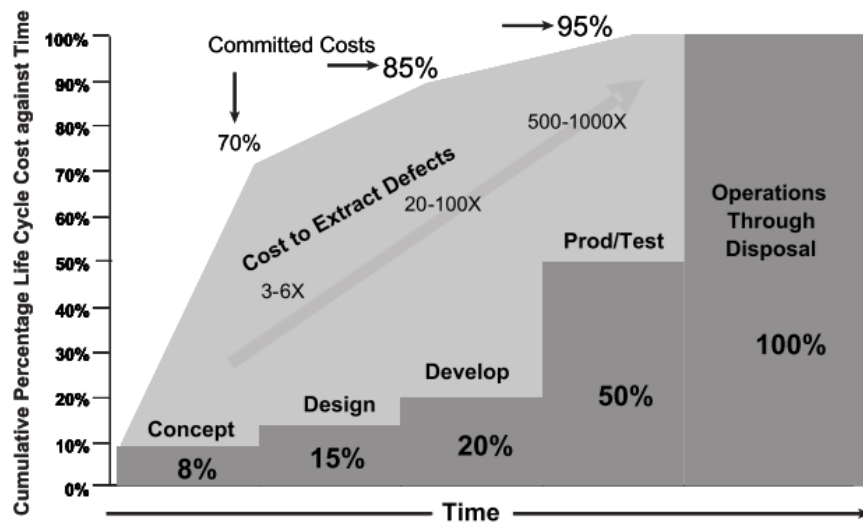 Cumulative Percentage Life Cycle Cost against Time
100%
90%
80%
70%
60%
50%
40%
30%
20%
10%
0%
Committed Costs
70%
85%
95%
Cost to Extract Defects
3-6X
20-100X
500-1000X
Concept
8%
Design
15%
Develop
20%
Prod/Test
50%
Operations
Through
Disposal
100%
Time